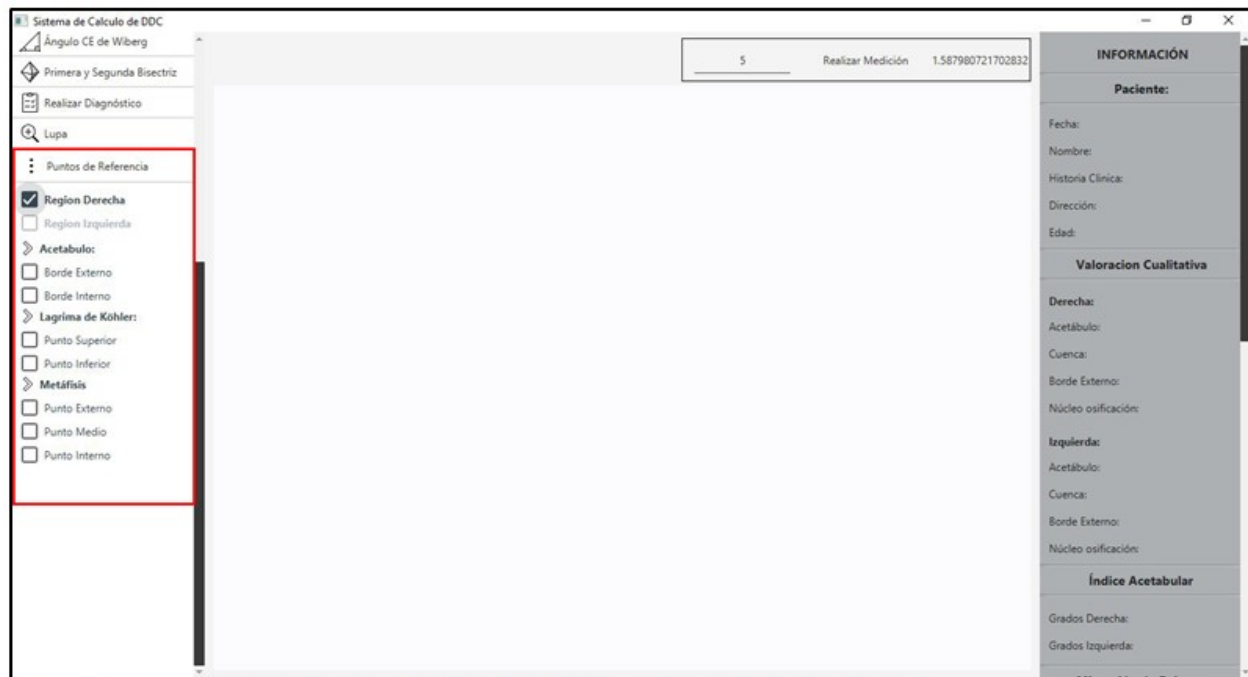 Sistema de Calculo de DDC
Ángulo CE de Wiberg
Primera y Segunda Bisectriz
Realizar Diagnóstico
Lupa
Puntos de Referencia
Region Derecha
Region Izquierda
Acetabulo:
Borde Externo
Borde Interno
Lagrima de Köhler:
Punto Superior
Punto Inferior
Metáfisis
Punto Externo
Punto Medio
Punto Interno
5 Realizar Medición 1.587980721702832
INFORMACIÓN
Paciente:
Fecha:
Nombre:
Historia Clinica:
Dirección:
Edad:
Valoracion Cualitativa
Derecha:
Acetábulo:
Cuenca:
Borde Externo:
Núcleo osificación:
Izquierda:
Acetábulo:
Cuenca:
Borde Externo:
Núcleo osificación:
Índice Acetabular
Grados Derecha:
Grados Izquierda: